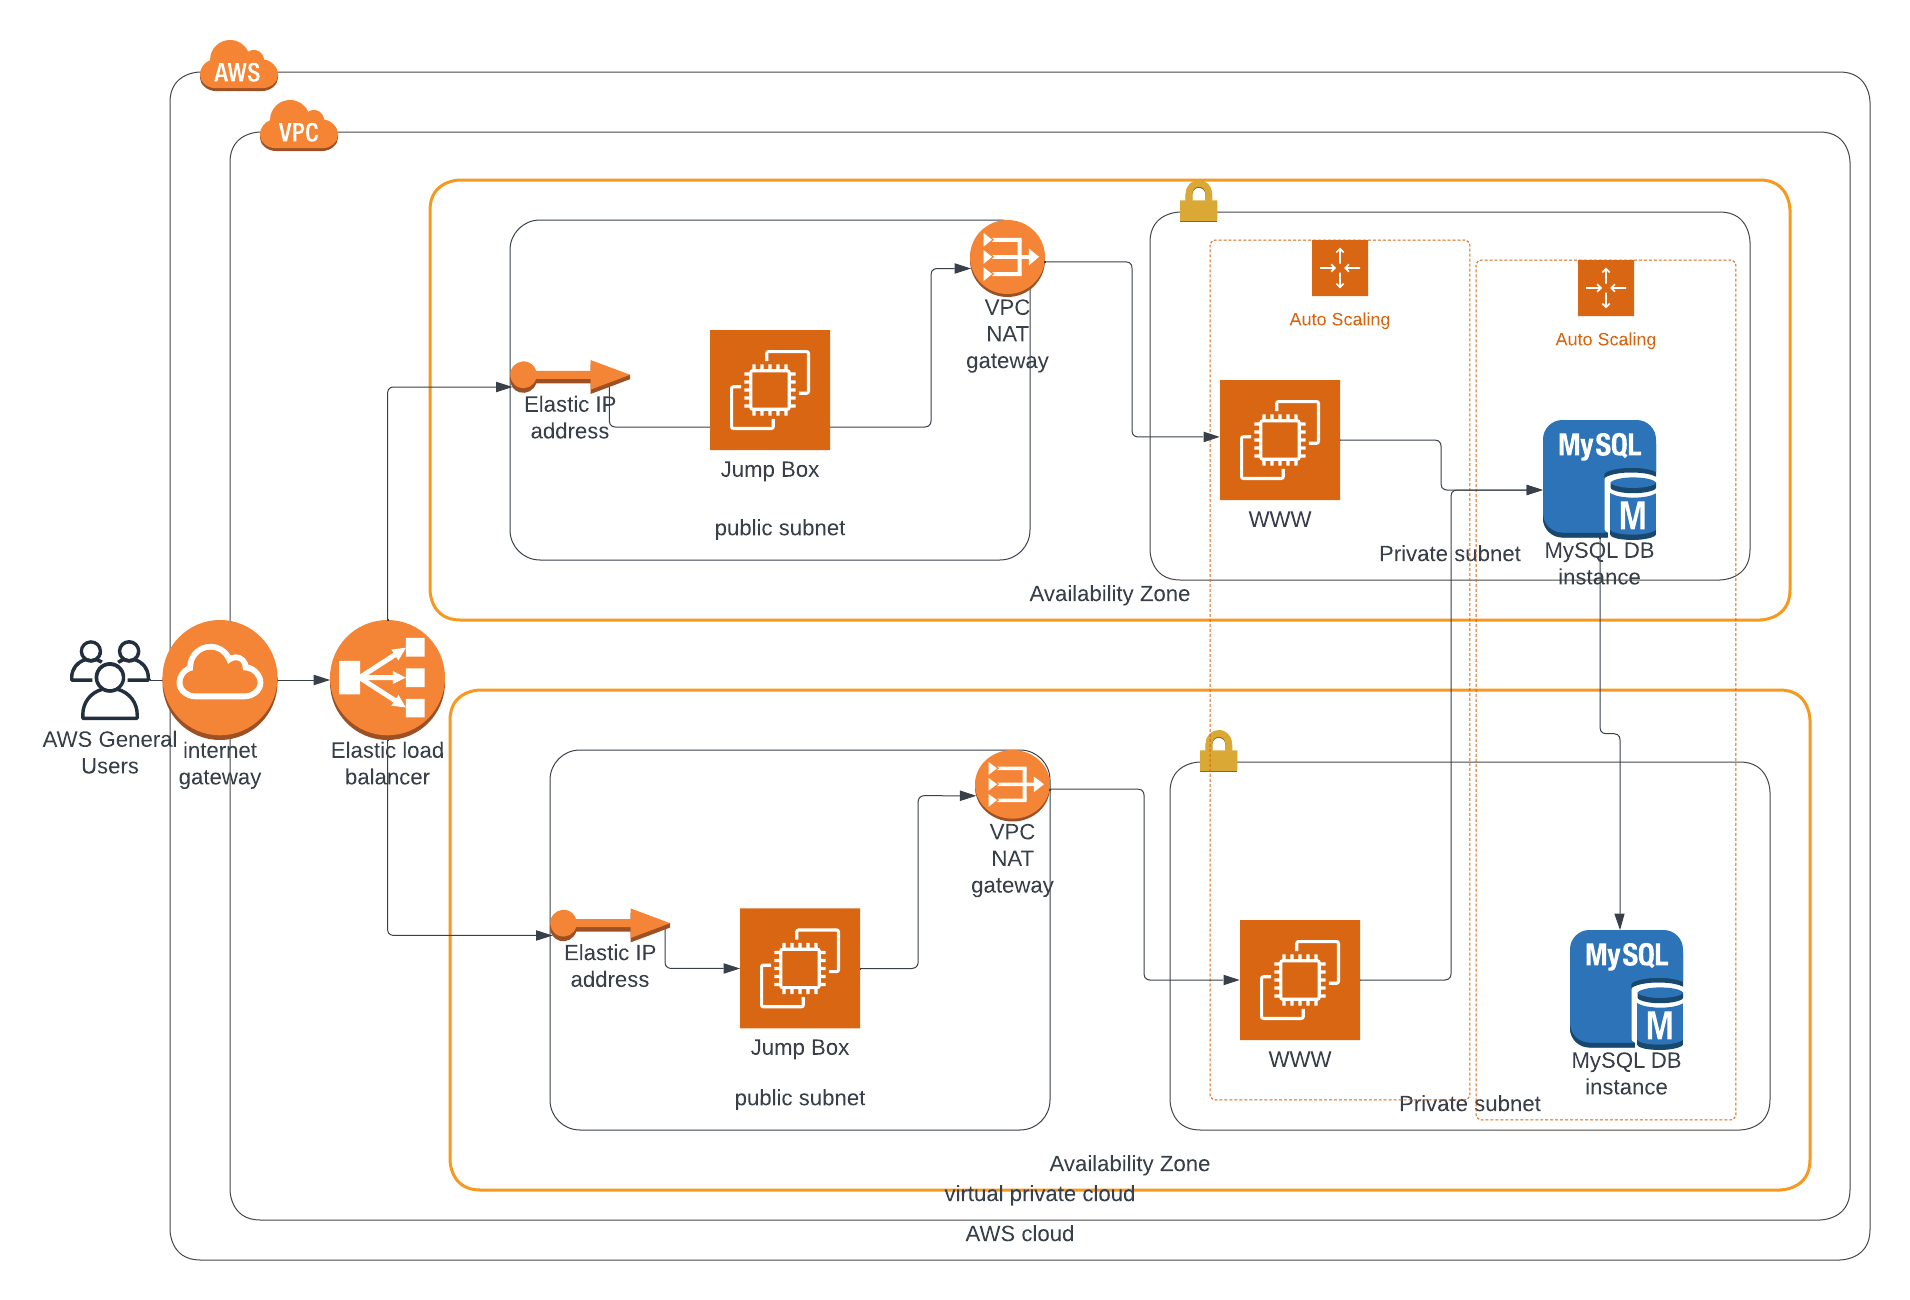 AWS
VPC
VPC
NAT
gateway
Auto Scaling
Auto Scaling
Elastic IP
address
Jump Box
public subnet
WWW
MySQL
M
MySQL DB
instance
Private subnet
Availability Zone
AWS General
Users
internet
gateway
Elastic load
balancer
VPC
NAT
gateway
Elastic IP
address
Jump Box
public subnet
WWW
MySQL
M
MySQL DB
instance
Private subnet
Availability Zone
virtual private cloud
AWS cloud